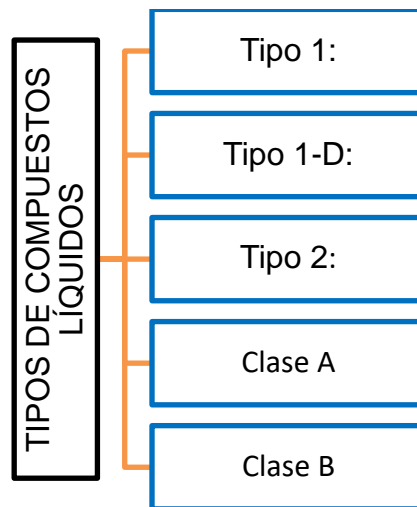 TIPOS DE COMPUESTOS
LÍQUIDOS
Tipo 1:
Tipo 1-D:
Tipo 2:
Clase A
Clase B